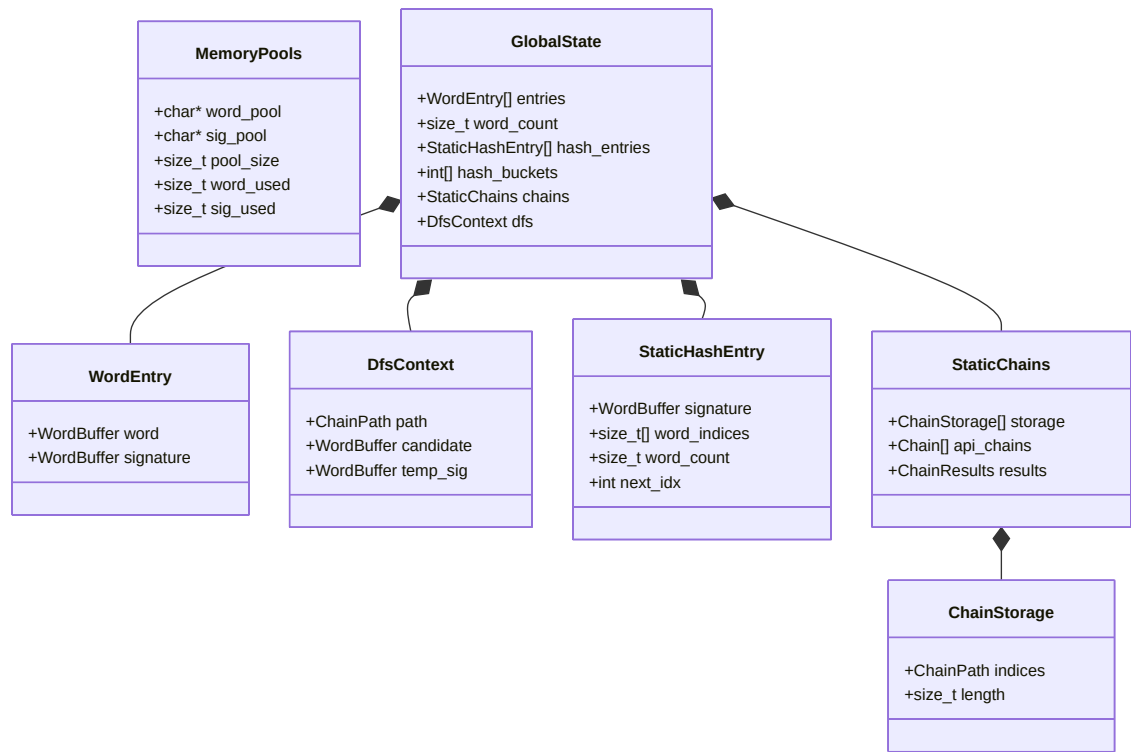 MemoryPools
+char* word_pool
+char* sig_pool
+size_t pool_size
+size_t word_used
+size_t sig_used
GlobalState
+WordEntry[] entries
+size_t word_count
+StaticHashEntry[] hash_entries
+int[] hash_buckets
+StaticChains chains
+DfsContext dfs
WordEntry
+WordBuffer word
+WordBuffer signature
DfsContext
+ChainPath path
+WordBuffer candidate
+WordBuffer temp_sig
StaticHashEntry
+WordBuffer signature
+size_t[] word_indices
+size_t word_count
+int next_idx
StaticChains
+ChainStorage[] storage
+Chain[] api_chains
+ChainResults results
ChainStorage
+ChainPath indices
+size_t length